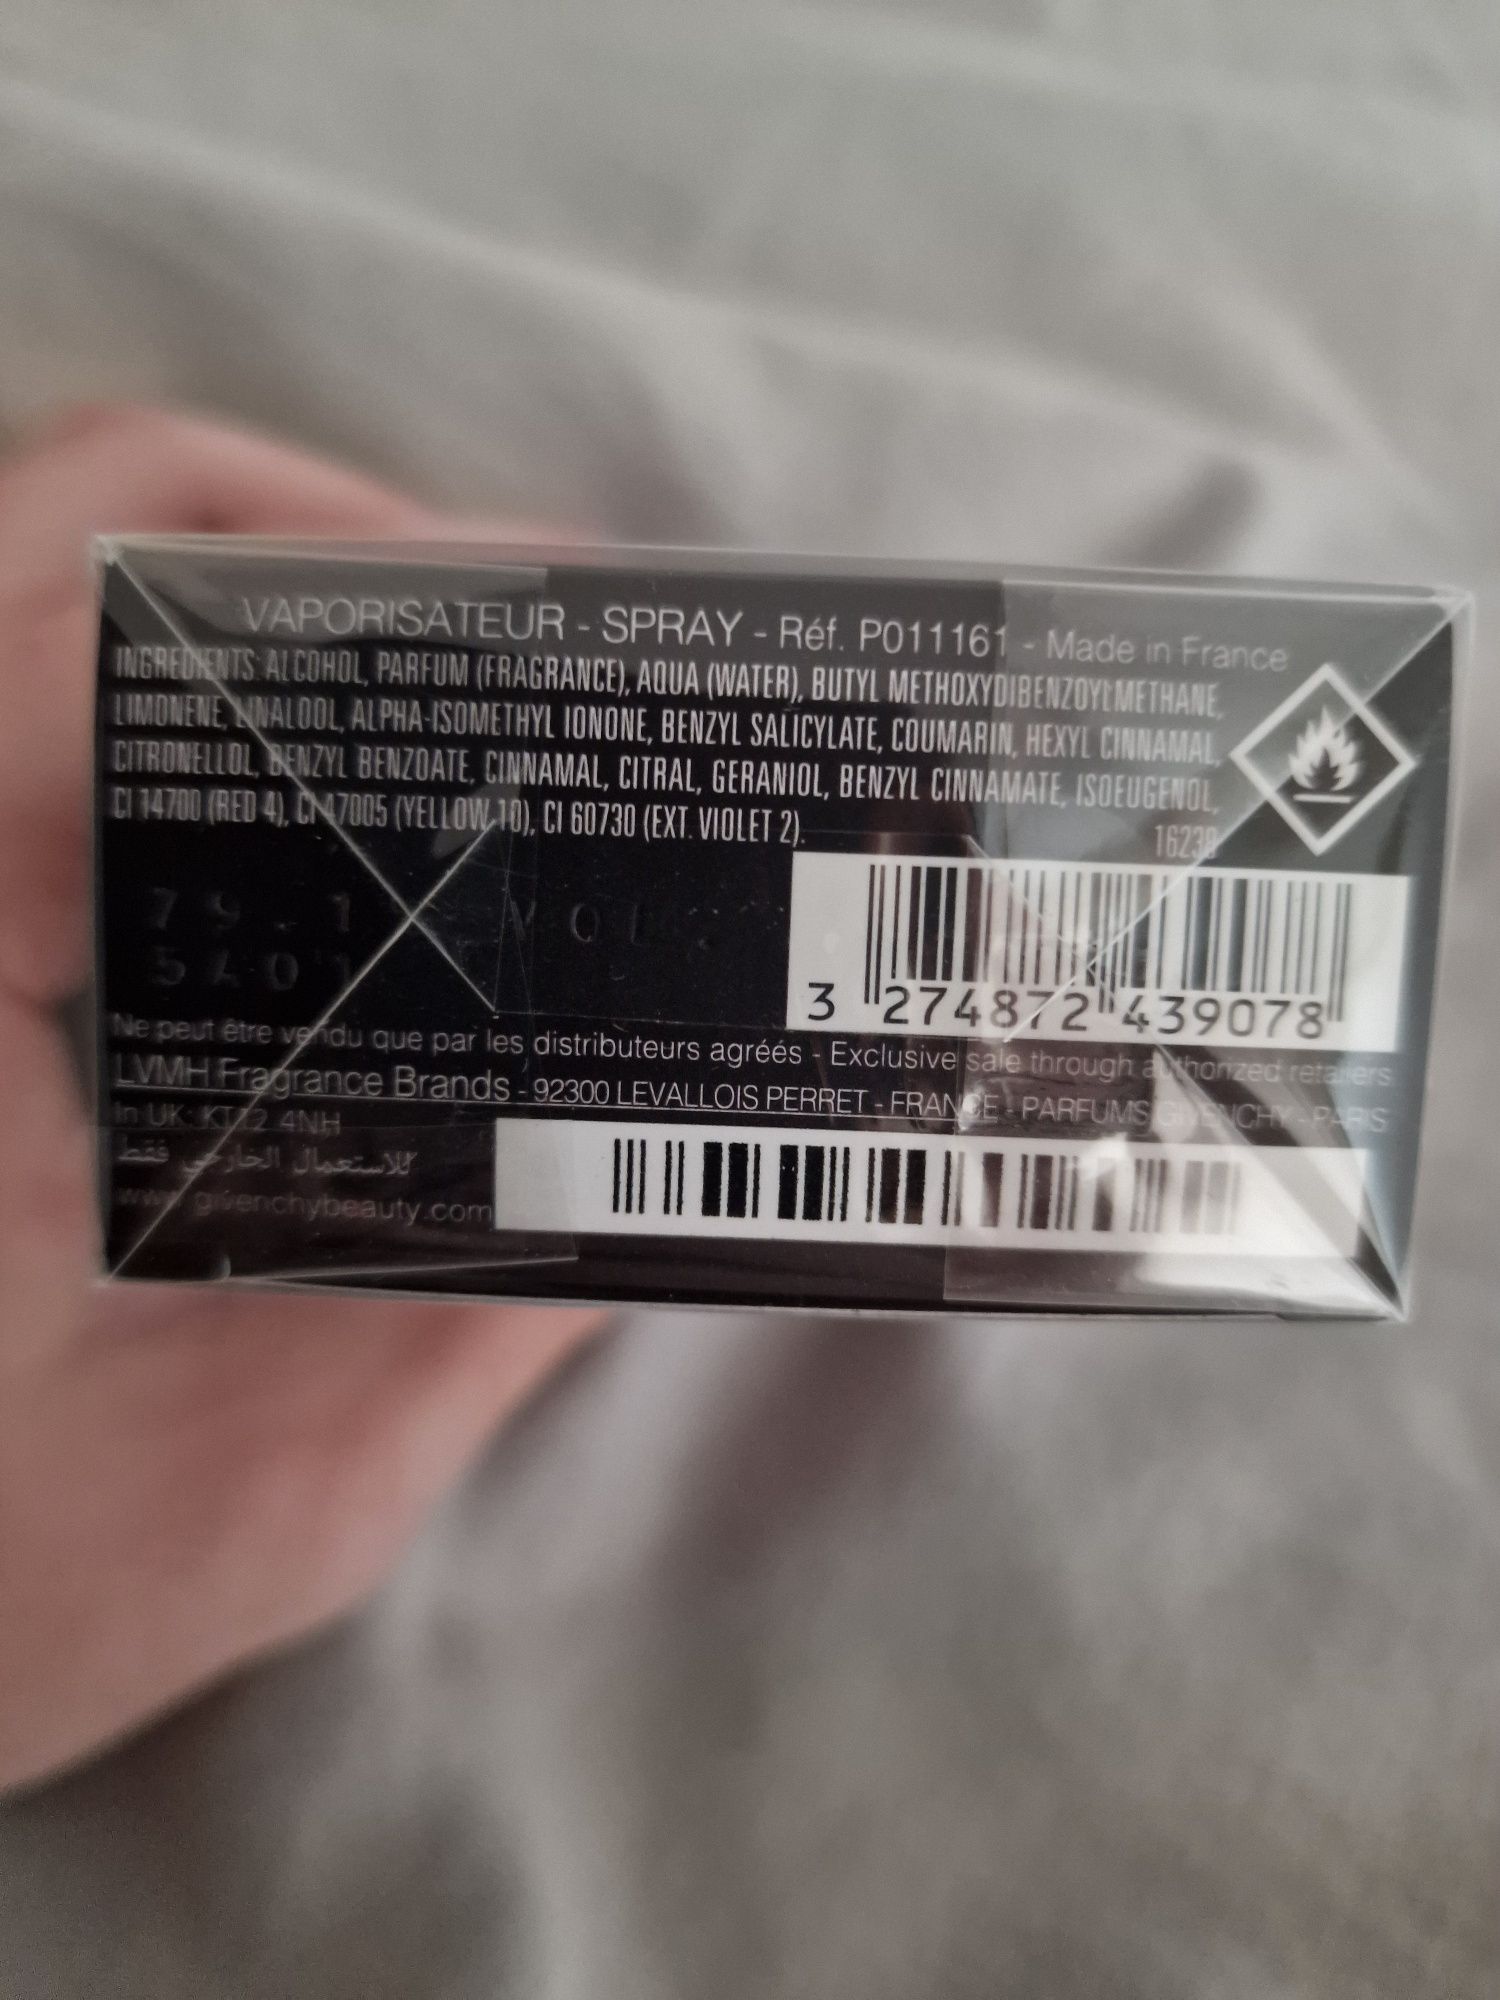 VAPORISATEUR - SPRAY - Réf. P011161 - Made in France
INGREDIENTS: ALCOHOL, PARFUM (FRAGRANCE), AQUA (WATER), BUTYL METHOXYDIBENZOYLMETHANE,
LIMONENE, LINALOOL, ALPHA-ISOMETHYL IONONE, BENZYL SALICYLATE, COUMARIN, HEXYL CINNAMAL,
CITRONELLOL, BENZYL BENZOATE, CINNAMAL, CITRAL, GERANIOL, BENZYL CINNAMATE, ISOEUGENOL,
CI 14700 (RED 4), CI 47005 (YELLOW 10), CI 60730 (EXT. VIOLET 2).
79.1 VOL
5A01
3 274872 439078
Ne peut être vendu que par les distributeurs agréés - Exclusive sale through authorized retailers
LVMH Fragrance Brands - 92300 LEVALLOIS PERRET - FRANCE - PARFUMS GIVENCHY - PARIS
In UK: KT22 4NH
للاستعمال الخارجي فقط
www.givenchybeauty.com